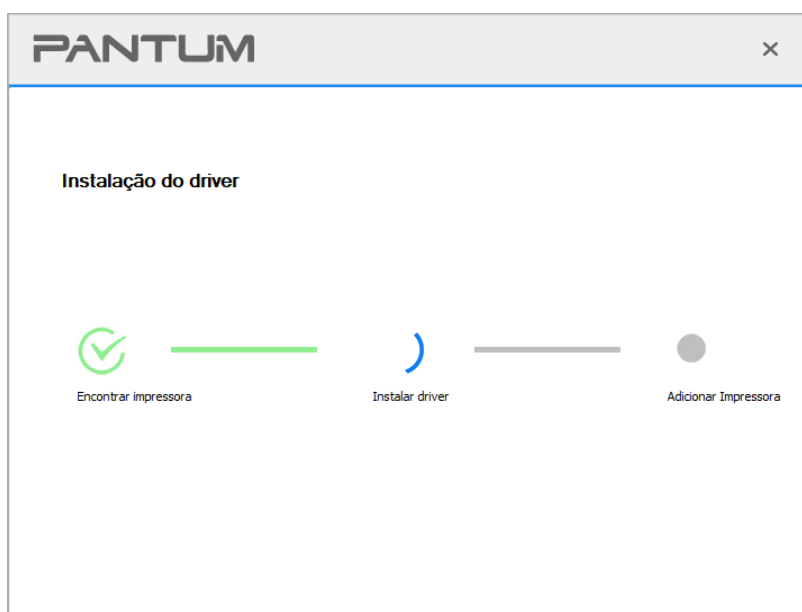 PANTUM
Instalação do driver
Encontrar impressora
Instalar driver
Adicionar Impressora